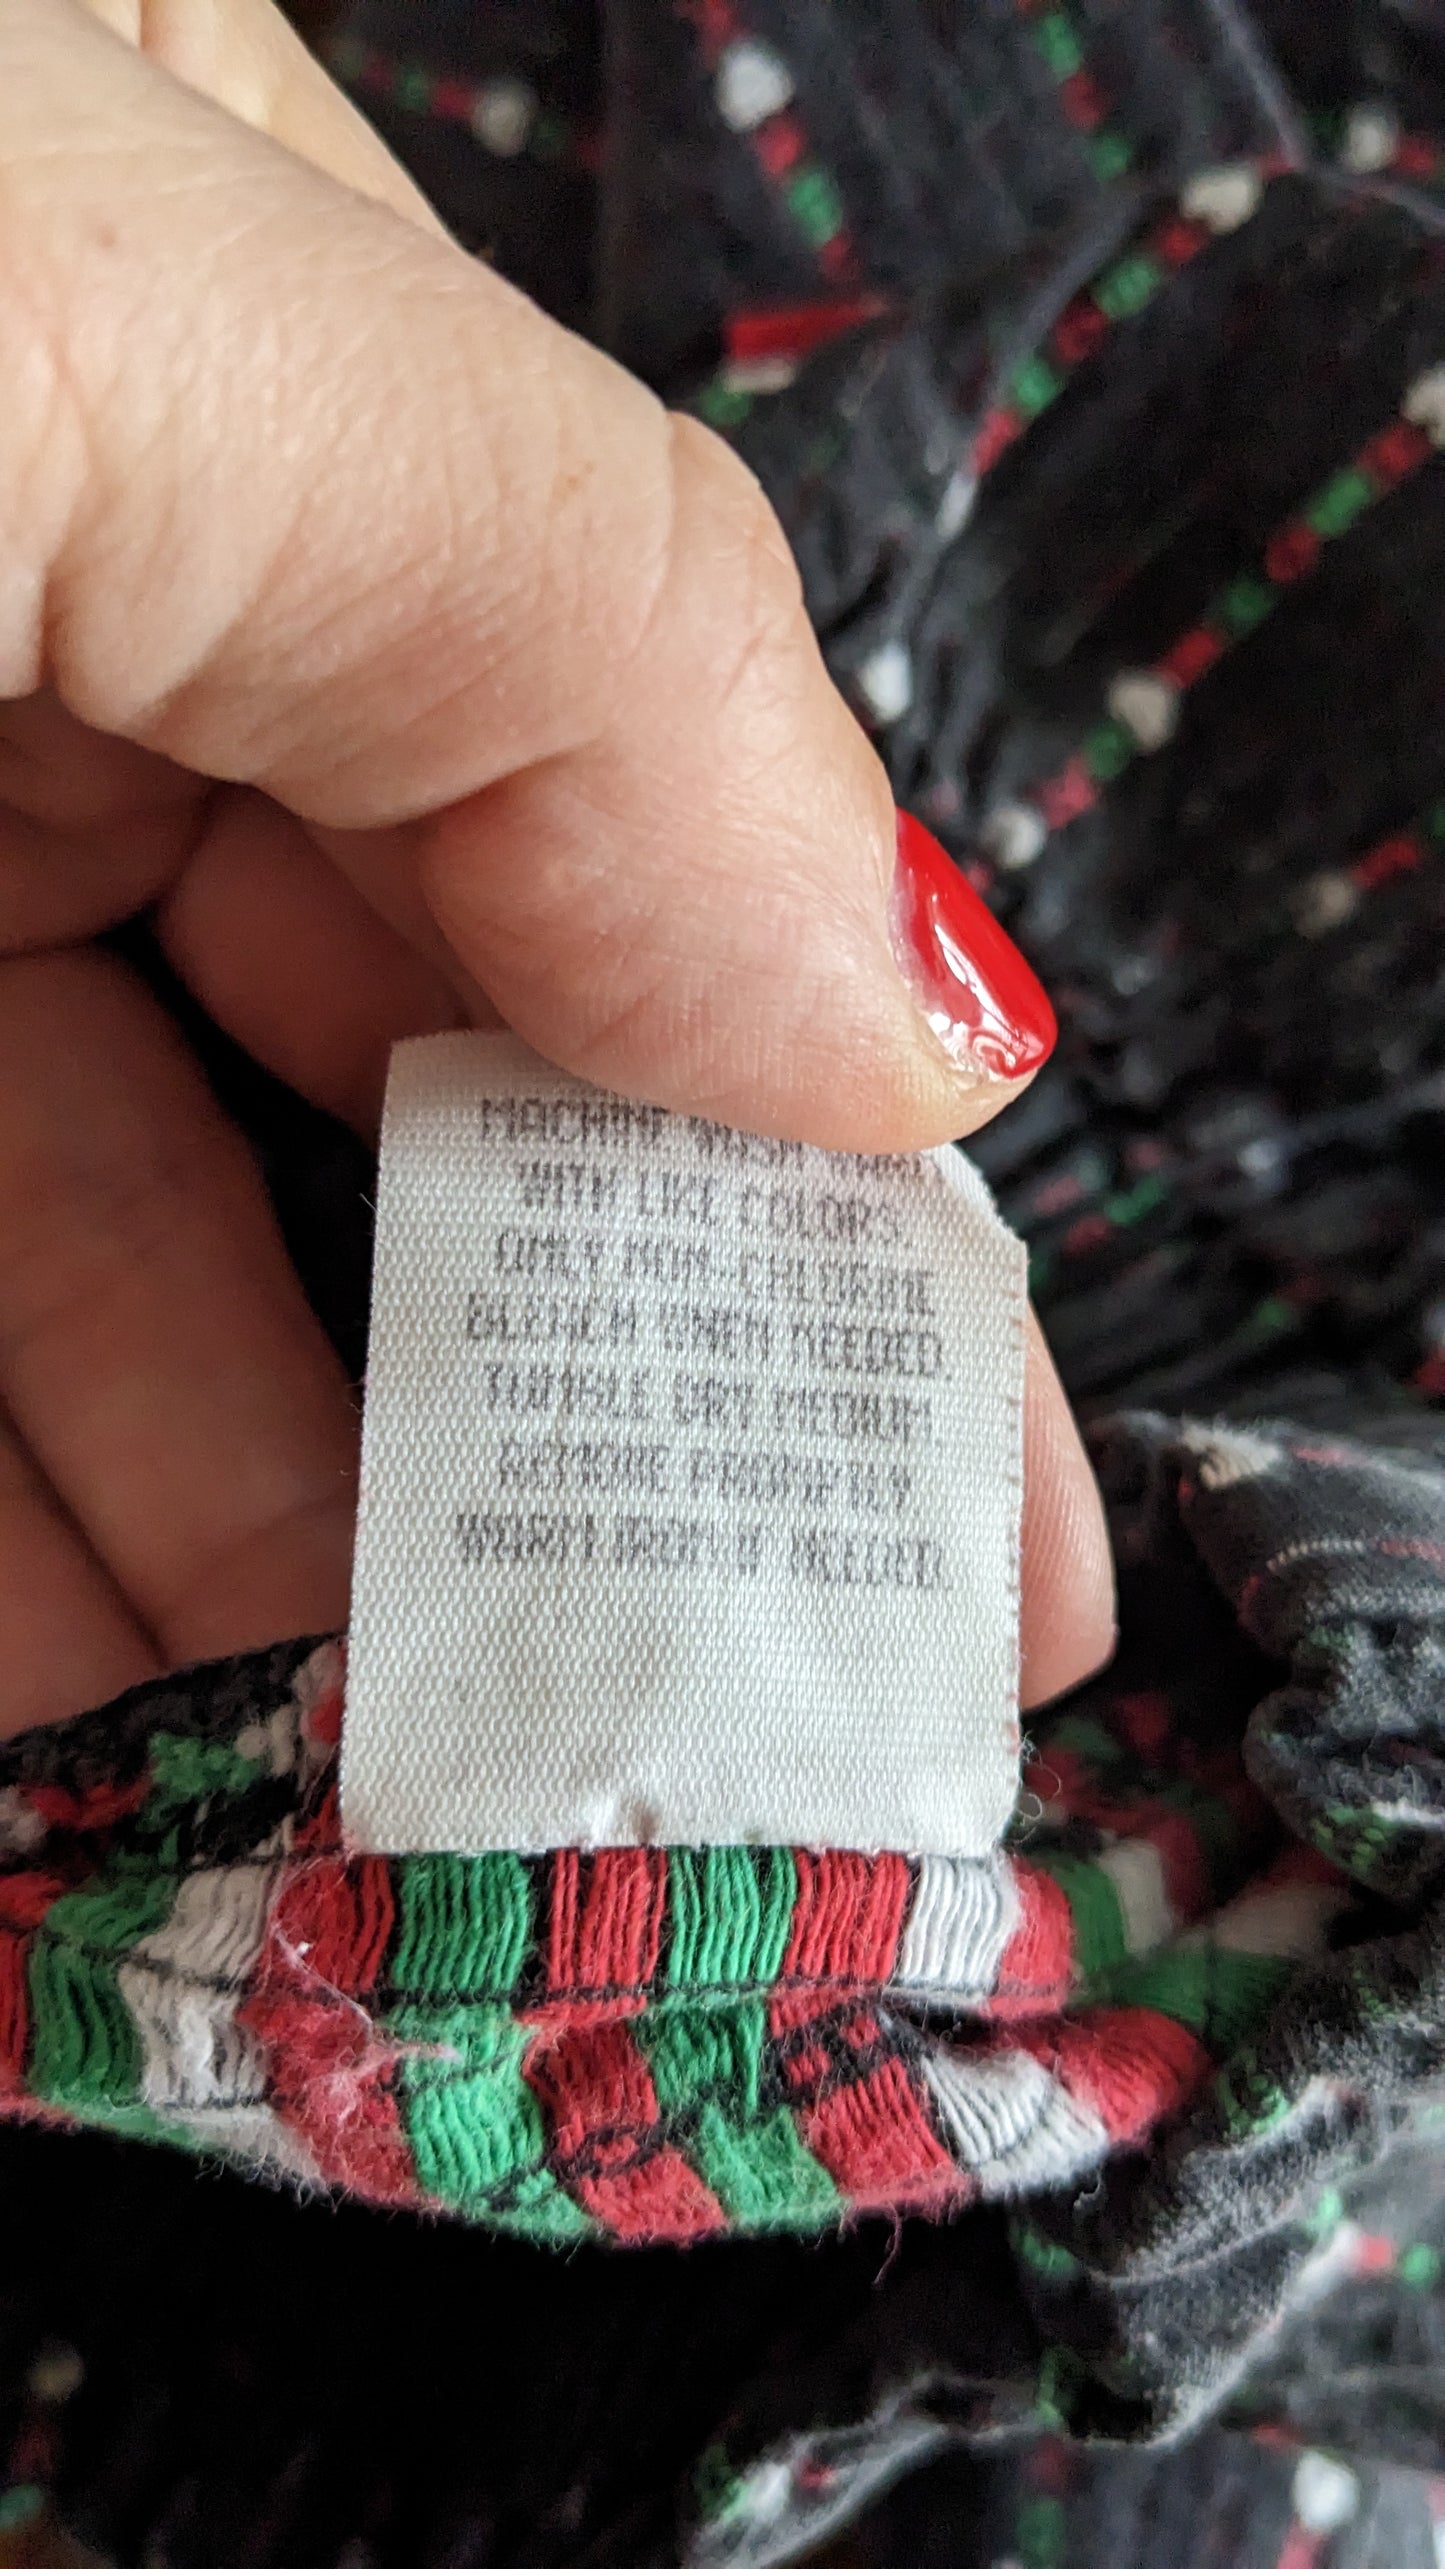 MACHINE WASH WARM
WITH LIKE COLORS.
ONLY NON-CHLORINE
BLEACH WHEN NEEDED.
TUMBLE DRY MEDIUM.
REMOVE PROMPTLY
WARM IRON IF NEEDED.